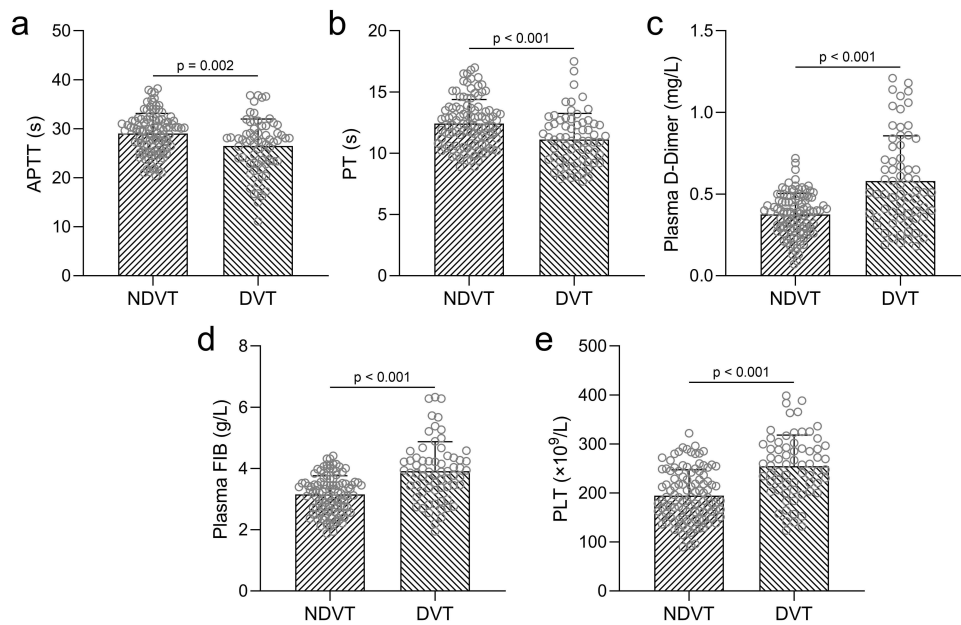 a
50
40
30
20
10
0
APTT (s)
p = 0.002
NDVT
DVT
b
20
15
10
5
0
PT (s)
p < 0.001
NDVT
DVT
c
1.5
1.0
0.5
0.0
Plasma D-Dimer (mg/L)
p < 0.001
NDVT
DVT
d
8
6
4
2
0
Plasma FIB (g/L)
p < 0.001
NDVT
DVT
e
500
400
300
200
100
0
PLT (×10⁹/L)
p < 0.001
NDVT
DVT